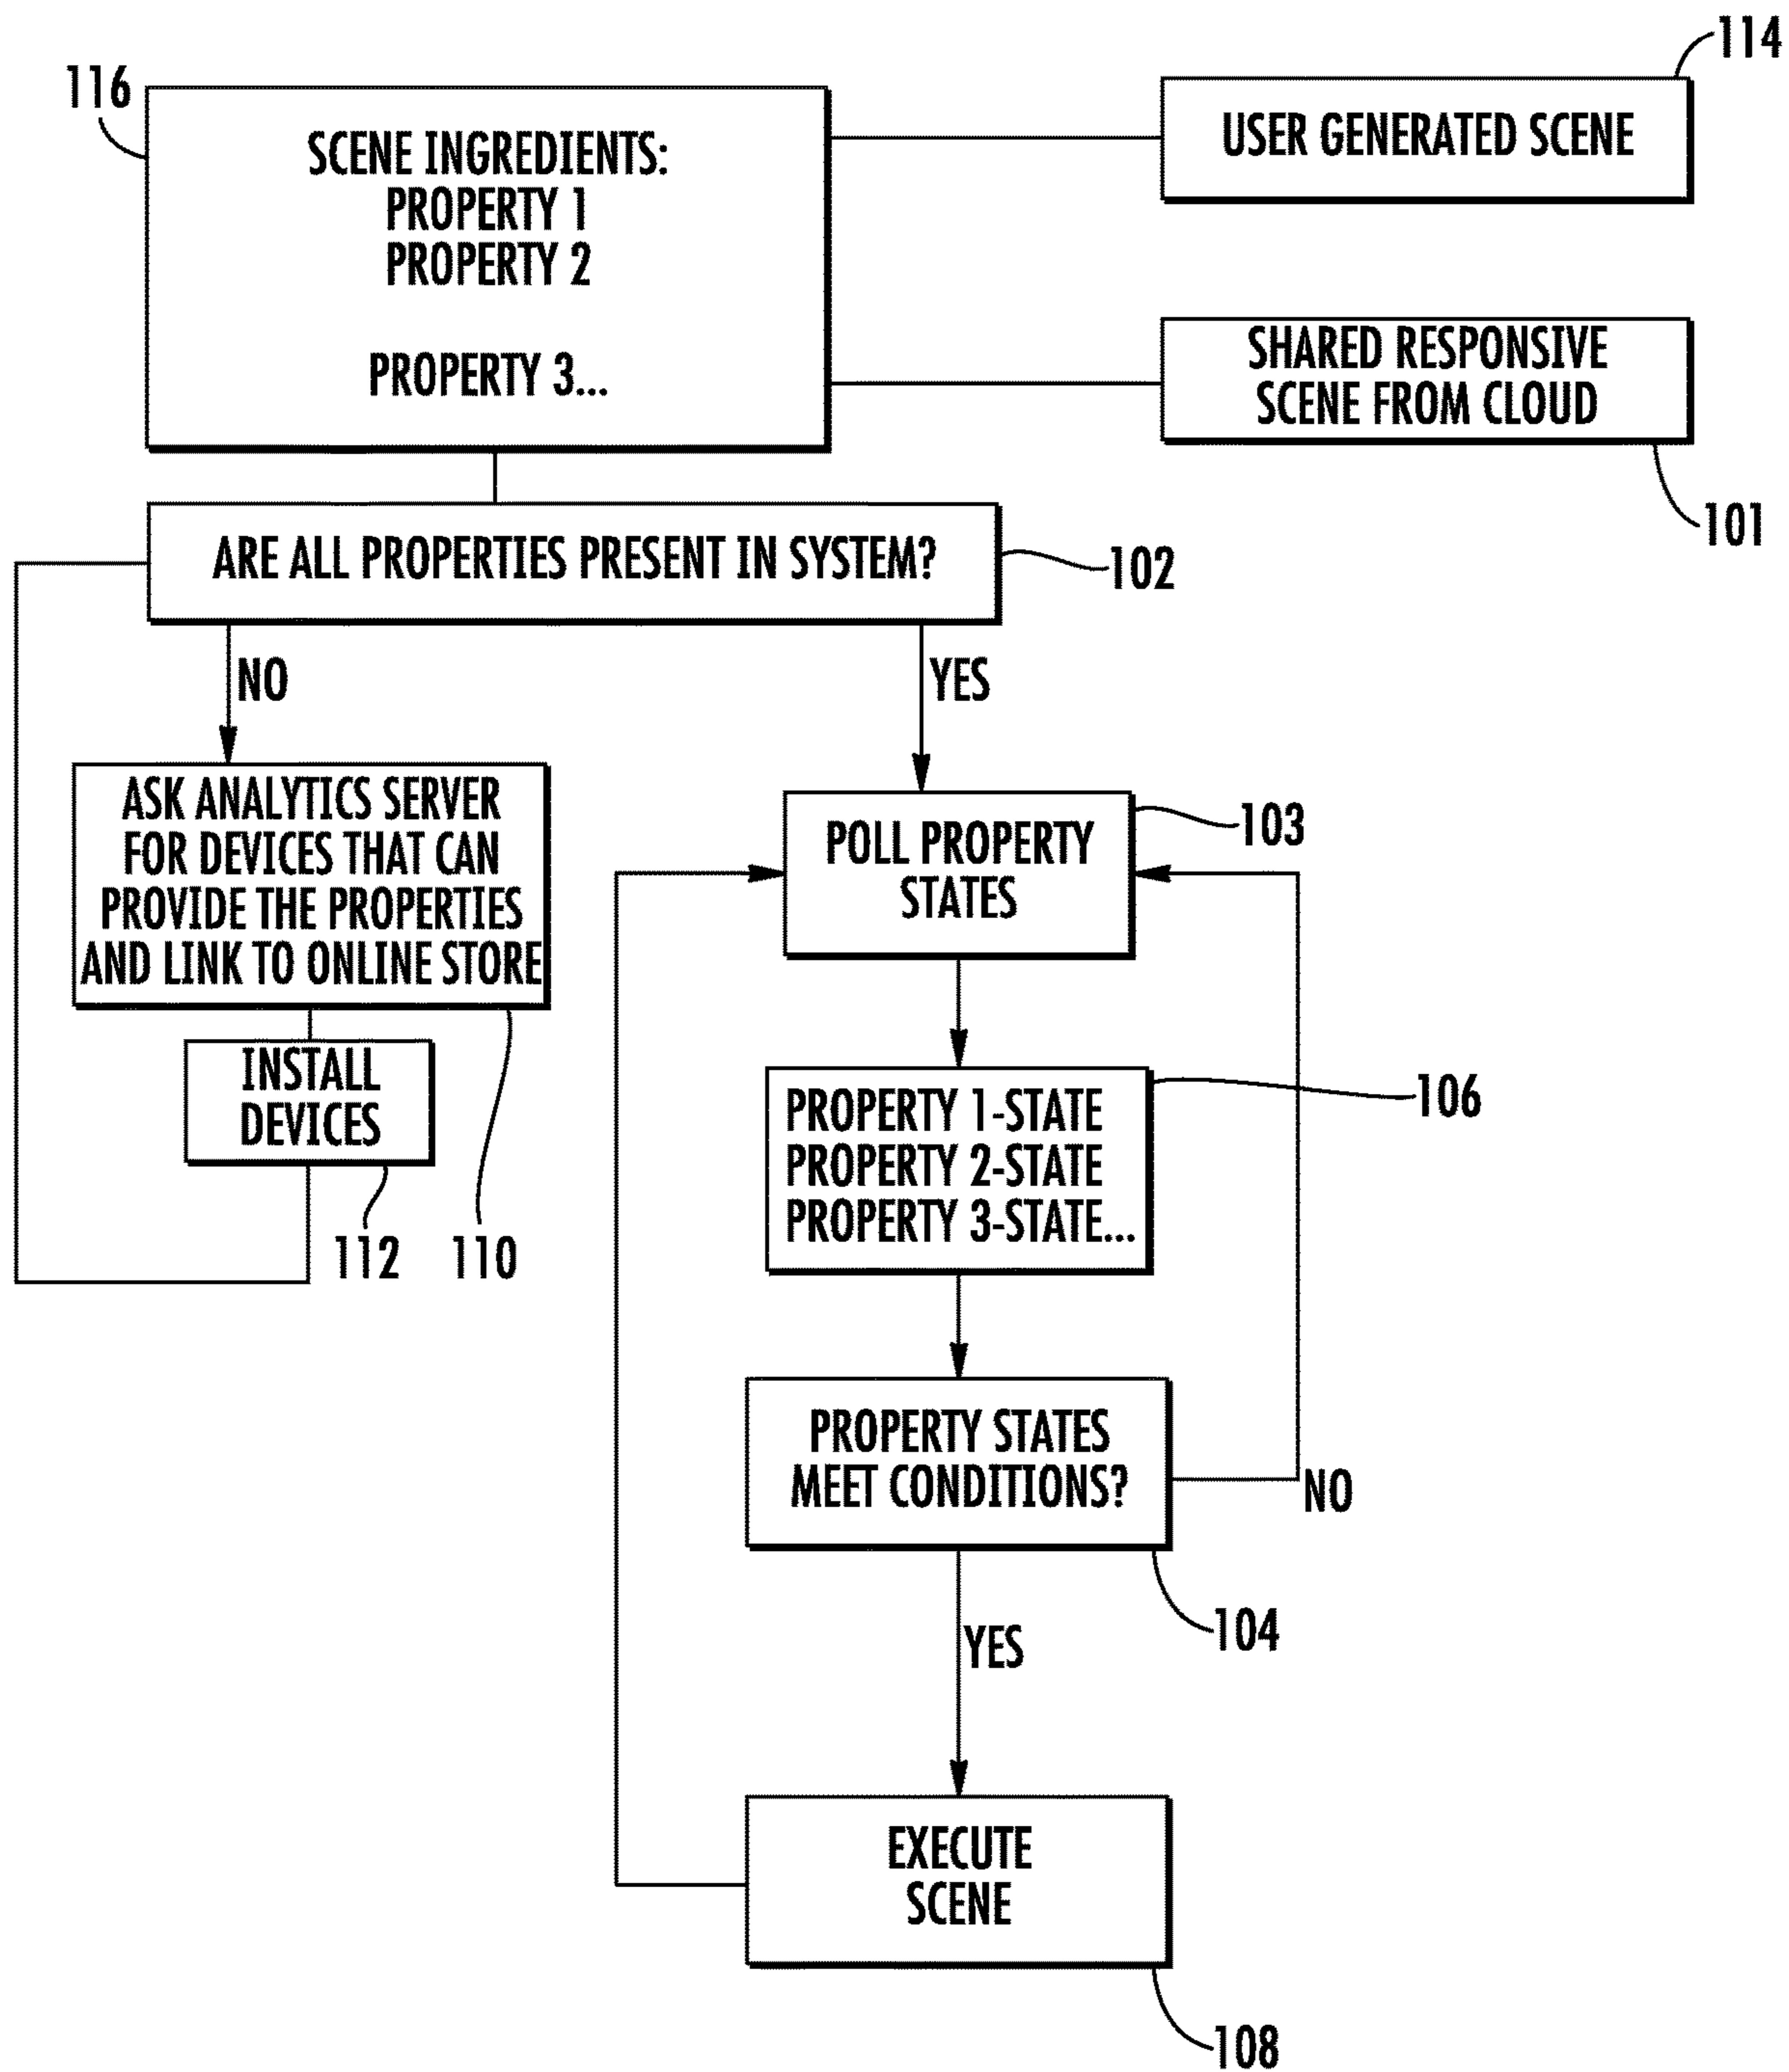 114
116
SCENE INGREDIENTS:
PROPERTY 1
PROPERTY 2
PROPERTY 3...
USER GENERATED SCENE
SHARED RESPONSIVE
SCENE FROM CLOUD
101
ARE ALL PROPERTIES PRESENT IN SYSTEM?
102
NO
YES
ASK ANALYTICS SERVER
FOR DEVICES THAT CAN
PROVIDE THE PROPERTIES
AND LINK TO ONLINE STORE
INSTALL
DEVICES
112
110
POLL PROPERTY
STATES
103
PROPERTY 1-STATE
PROPERTY 2-STATE
PROPERTY 3-STATE...
106
PROPERTY STATES
MEET CONDITIONS?
NO
104
YES
EXECUTE
SCENE
108